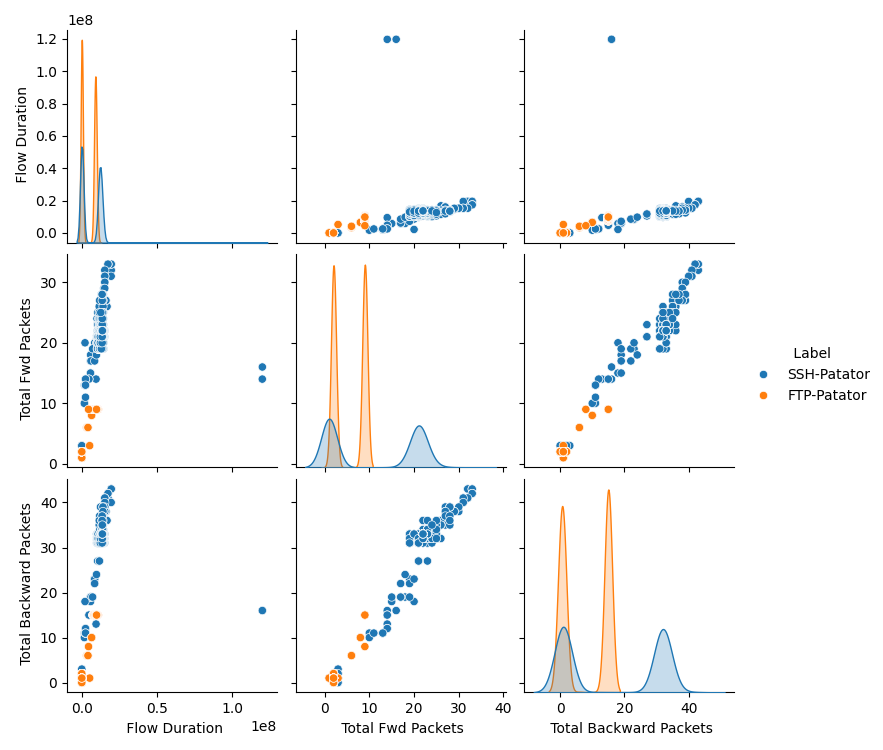 1e8
1.2
1.0
0.8
0.6
0.4
0.2
0.0
Flow Duration
30
20
10
0
Total Fwd Packets
Label
SSH-Patator
FTP-Patator
50
40
30
20
10
0
Total Backward Packets
0.0 1.0 1e8
Flow Duration
0 10 20 30 40
Total Fwd Packets
0 20 40
Total Backward Packets